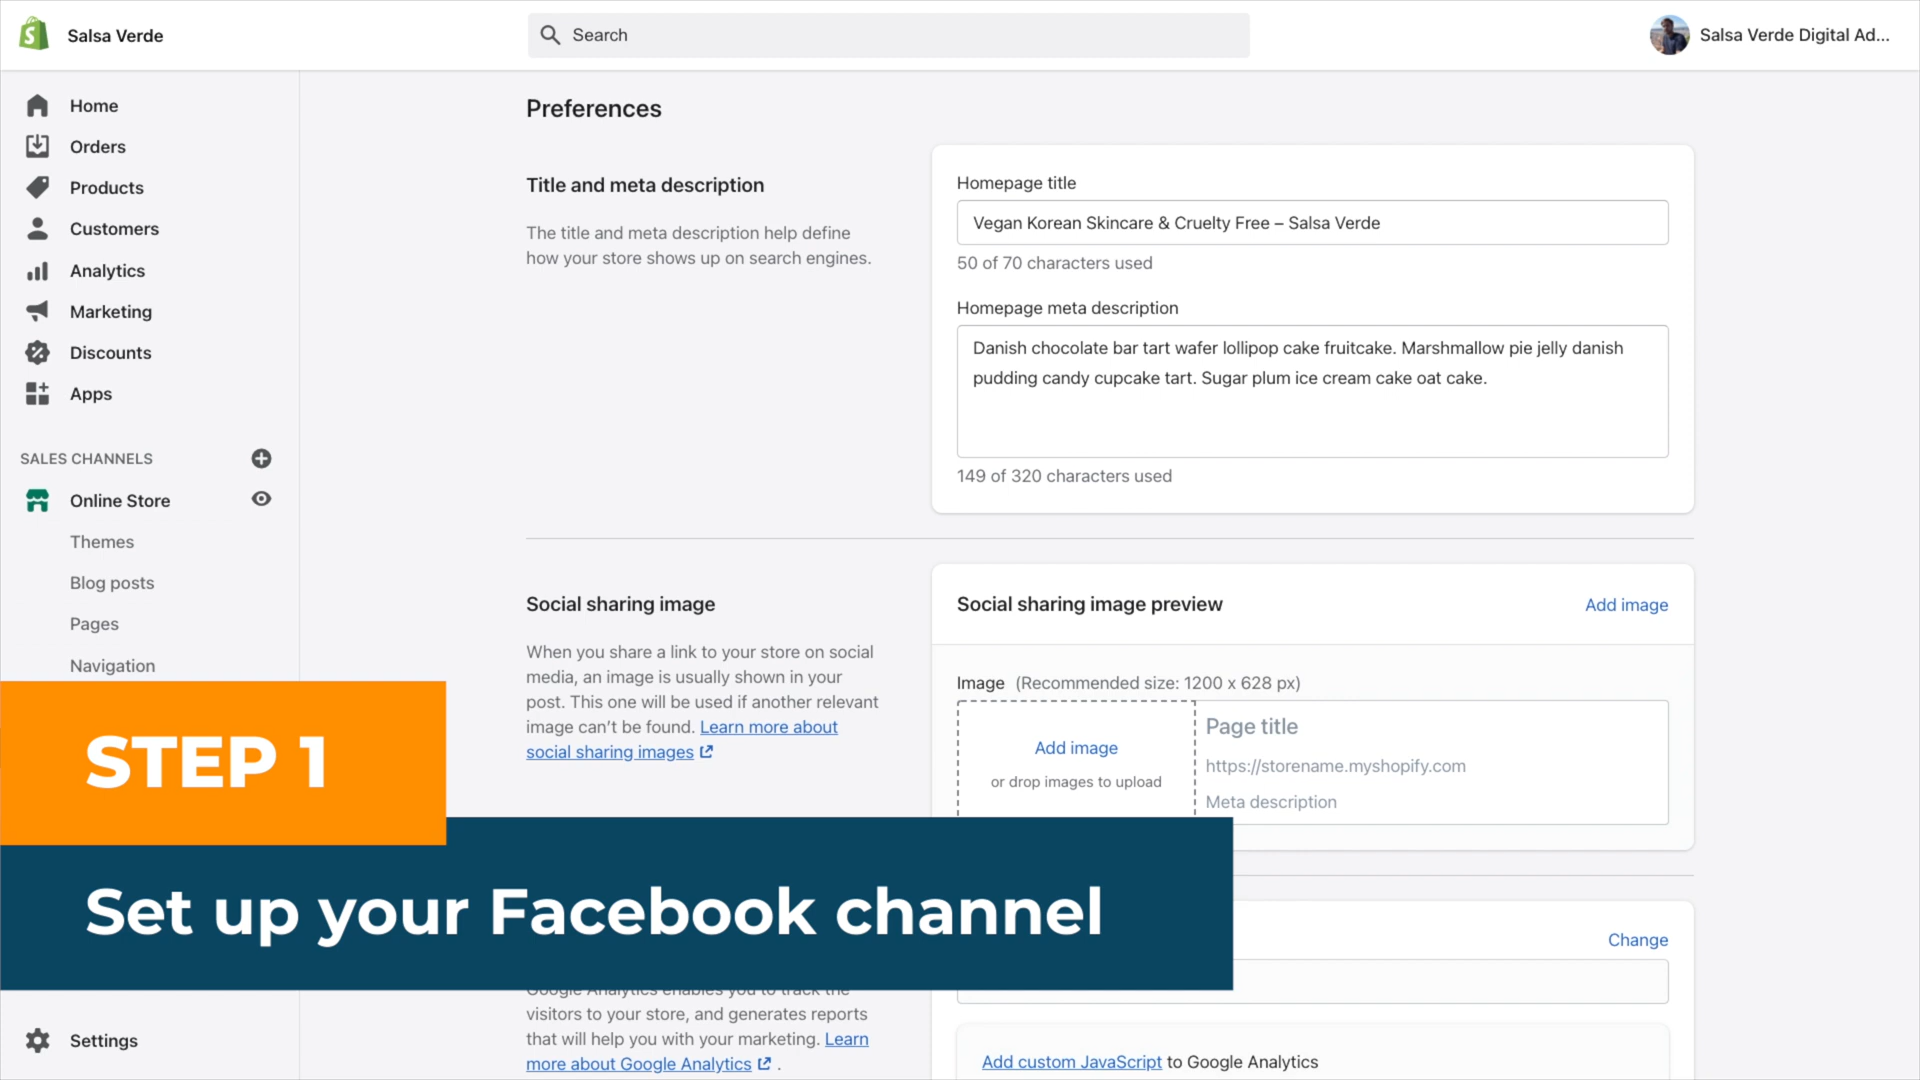 Salsa Verde
Search
Salsa Verde Digital Ad...
Home
Orders
Products
Customers
Analytics
Marketing
Discounts
Apps
SALES CHANNELS
Online Store
Themes
Blog posts
Pages
Navigation
Settings
Preferences
Title and meta description
The title and meta description help define
how your store shows up on search engines.
Homepage title
Vegan Korean Skincare & Cruelty Free – Salsa Verde
50 of 70 characters used
Homepage meta description
Danish chocolate bar tart wafer lollipop cake fruitcake. Marshmallow pie jelly danish
pudding candy cupcake tart. Sugar plum ice cream cake oat cake.
149 of 320 characters used
Social sharing image
When you share a link to your store on social
media, an image is usually shown in your
post. This one will be used if another relevant
image can't be found. Learn more about
social sharing images
Social sharing image preview
Add image
Image (Recommended size: 1200 x 628 px)
Add image
or drop images to upload
Page title
https://storename.myshopify.com
Meta description
STEP 1
Set up your Facebook channel
Change
Google Analytics enables you to track the
visitors to your store, and generates reports
that will help you with your marketing. Learn
more about Google Analytics .
Add custom JavaScript to Google Analytics